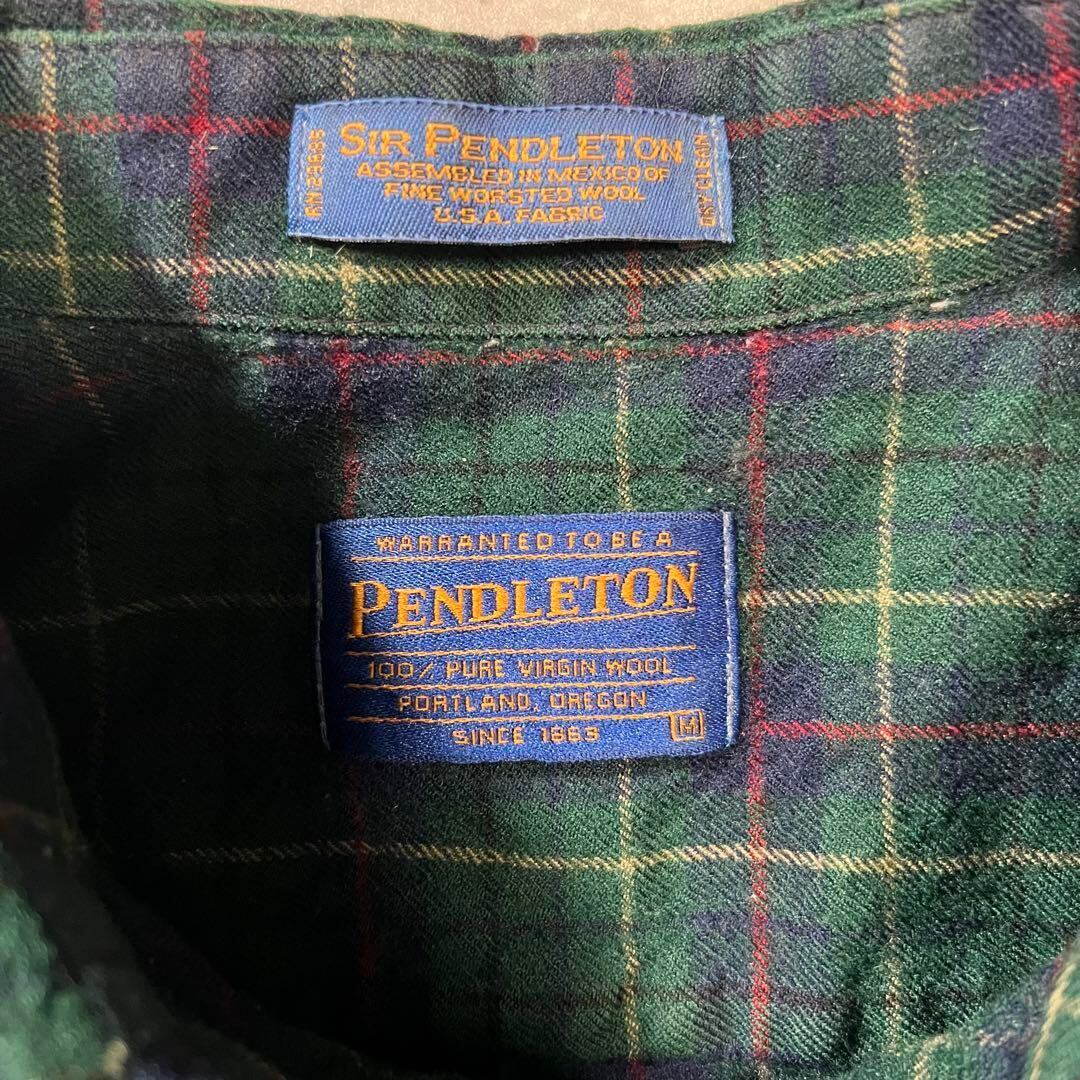 RN 29685
SIR PENDLETON
ASSEMBLED IN MEXICO OF
FINE WORSTED WOOL
U.S.A. FABRIC
DRY CLEAN
WARRANTED TO BE A
PENDLETON
100% PURE VIRGIN WOOL
PORTLAND, OREGON
SINCE 1863
M